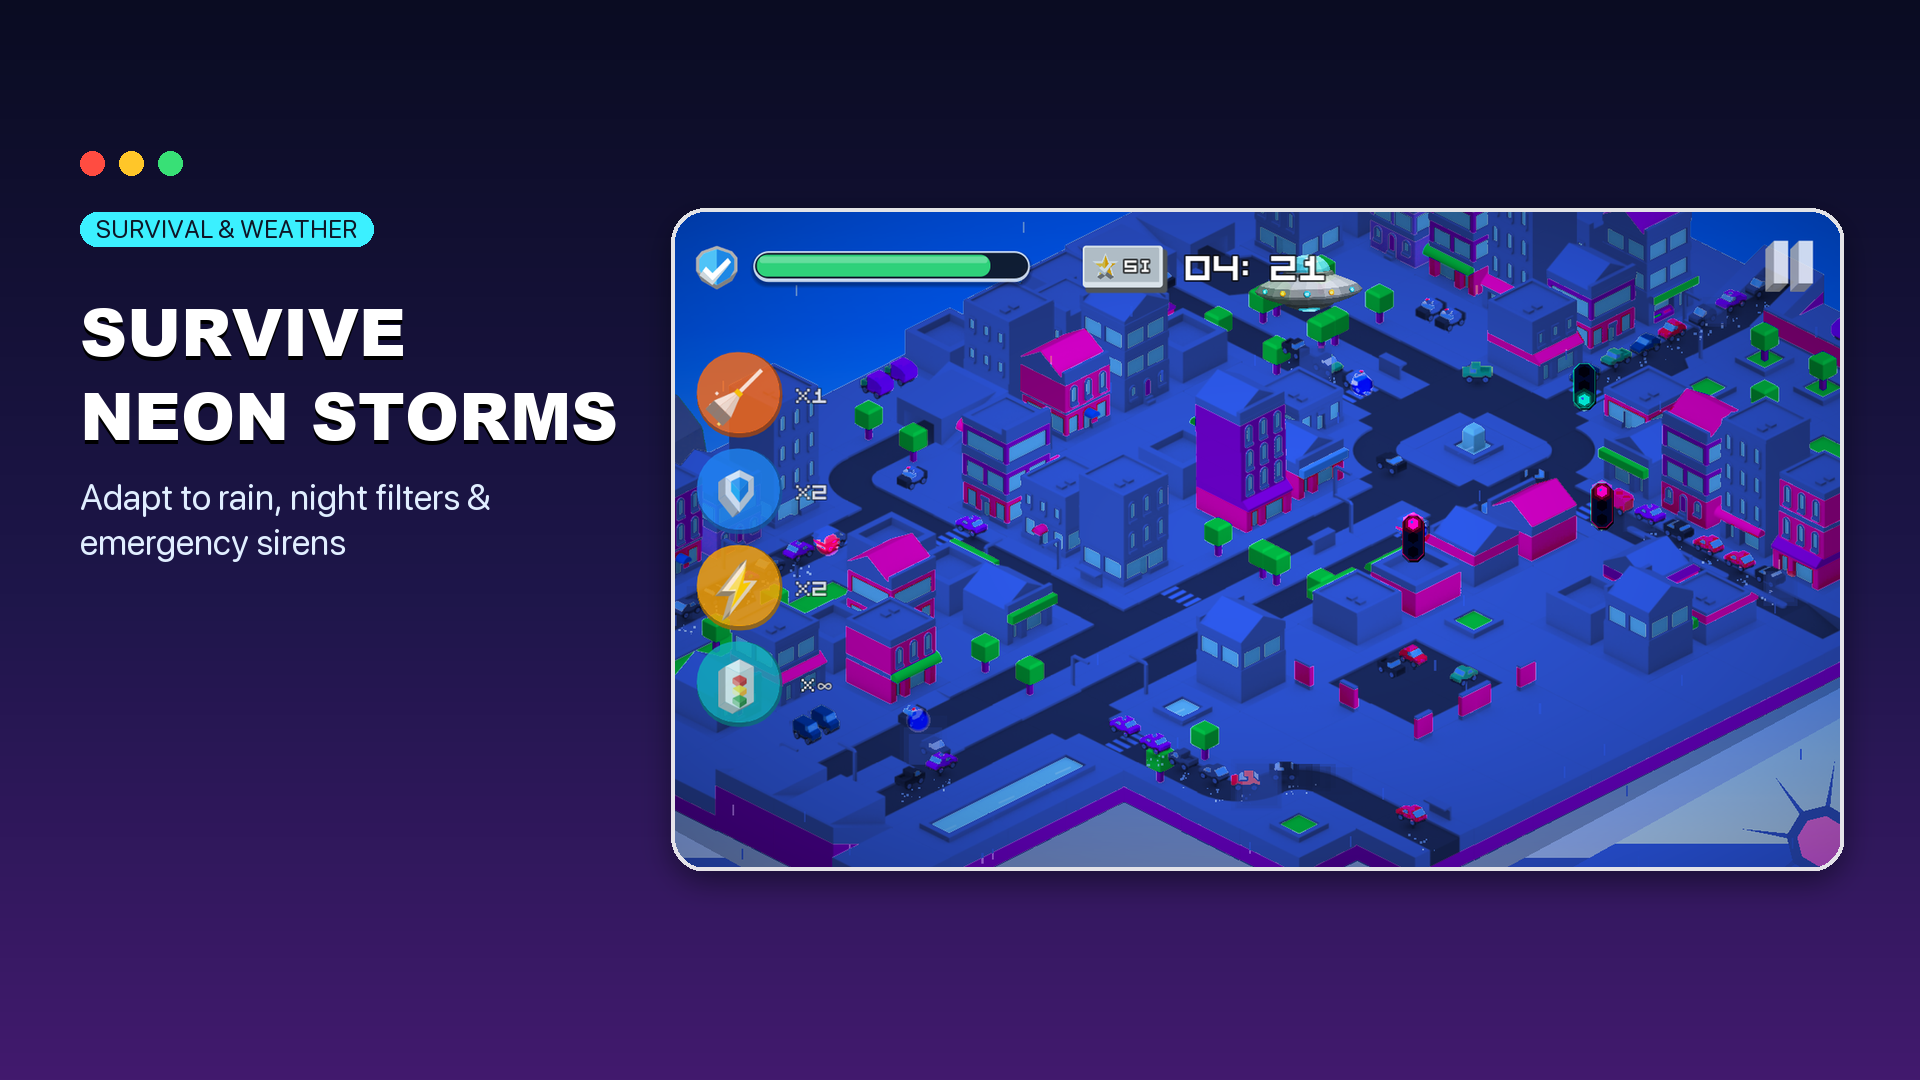 SURVIVAL & WEATHER
SURVIVE
NEON STORMS
Adapt to rain, night filters &
emergency sirens
51
04: 21
x1
x2
x2
x∞